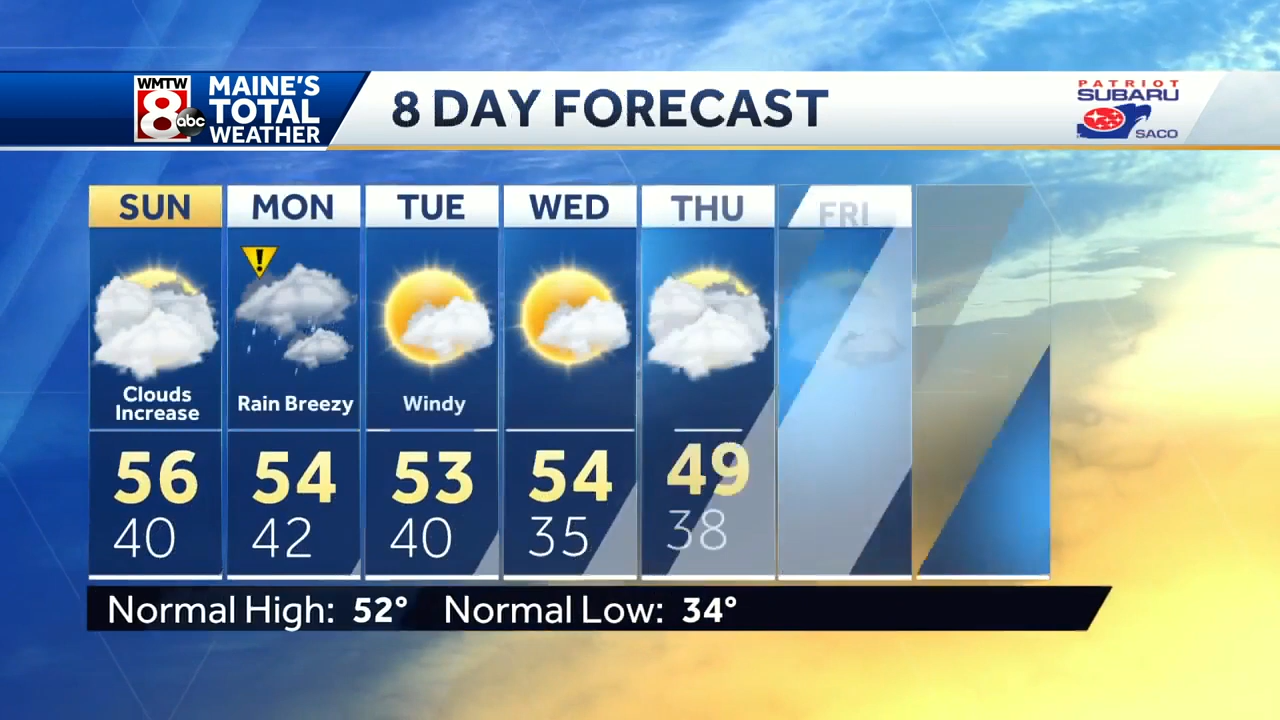 WMTW
8
abc
MAINE'S
TOTAL
WEATHER
8 DAY FORECAST
PATRIOT
SUBARU
SACO
SUN
MON
TUE
WED
THU
FRI
!
Clouds
Increase
Rain Breezy
Windy
56
54
53
54
49
40
42
40
35
38
Normal High: 52° Normal Low: 34°